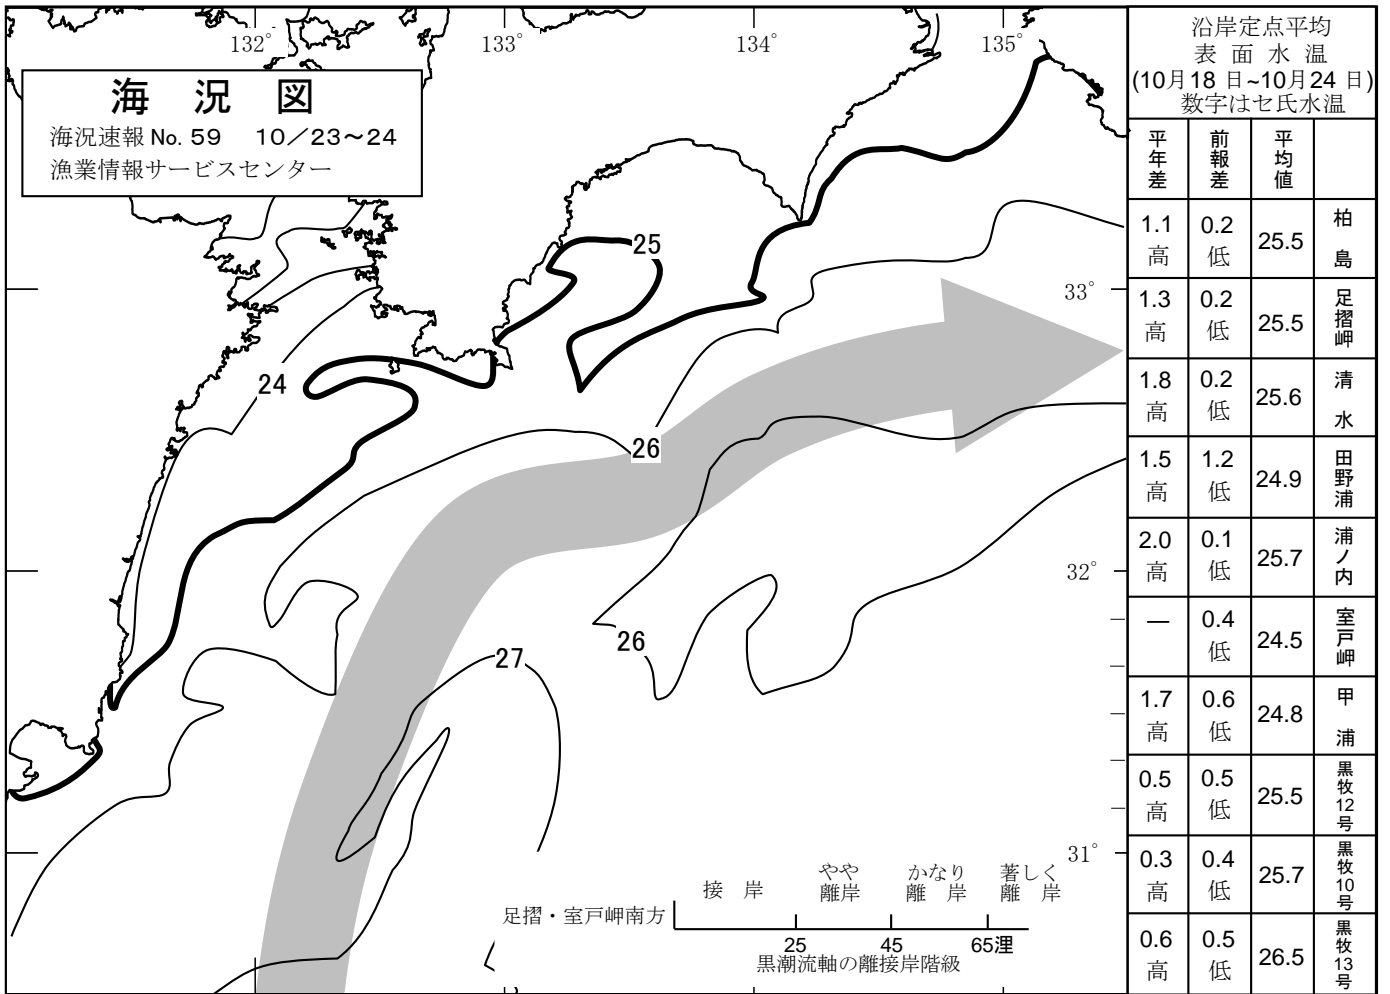 132°
133°
134°
135°
海 況 図
海況速報 No. 59 10/23~24
漁業情報サービスセンター
25
33°
24
26
32°
26
27
31°
接 岸
やや
離岸
かなり
離 岸
著しく
離 岸
足摺・室戸岬南方
25
45
65浬
黒潮流軸の離接岸階級
沿岸定点平均
表 面 水 温
(10月18 日~10月24 日)
数字はセ氏水温
平年差 前報差 平均値
1.1高 0.2低 25.5 柏島
1.3高 0.2低 25.5 足摺岬
1.8高 0.2低 25.6 清水
1.5高 1.2低 24.9 田野浦
2.0高 0.1低 25.7 浦ノ内
— 0.4低 24.5 室戸岬
1.7高 0.6低 24.8 甲浦
0.5高 0.5低 25.5 黒牧12号
0.3高 0.4低 25.7 黒牧10号
0.6高 0.5低 26.5 黒牧13号